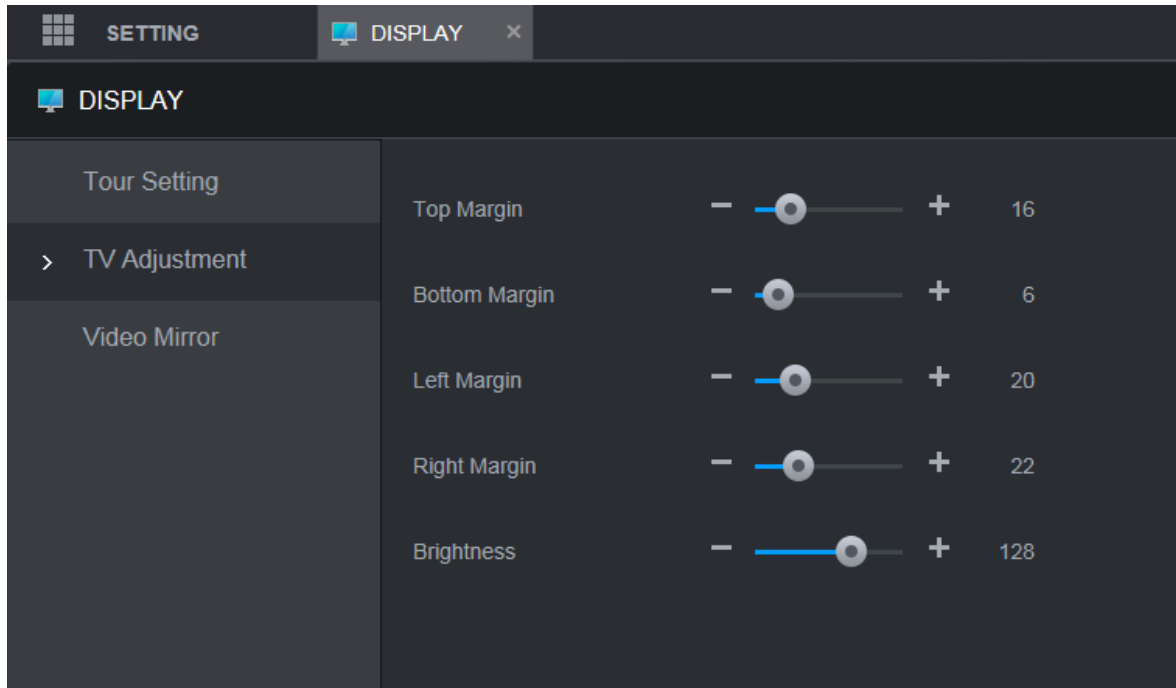 SETTING DISPLAY ×
DISPLAY
Tour Setting
> TV Adjustment
Video Mirror
Top Margin − + 16
Bottom Margin − + 6
Left Margin − + 20
Right Margin − + 22
Brightness − + 128